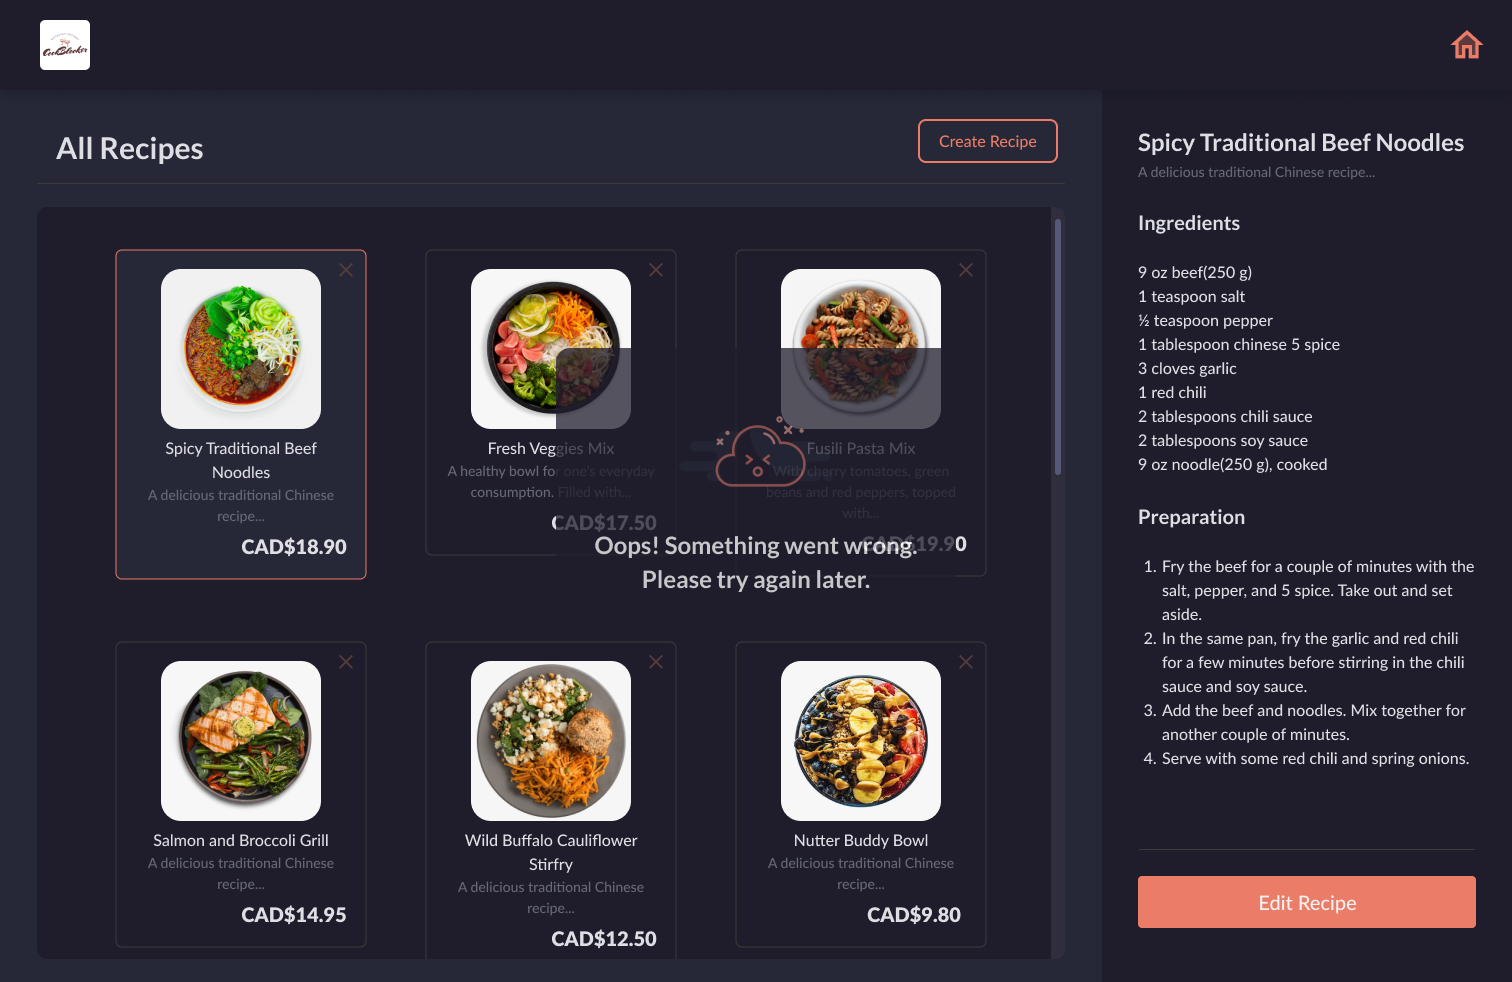 CookBooker
All Recipes
Create Recipe
Spicy Traditional Beef
Noodles
A delicious traditional Chinese
recipe...
CAD$18.90
Fresh Veggies Mix
A healthy bowl for one's everyday
consumption. Filled with...
CAD$17.50
Fusili Pasta Mix
With cherry tomatoes, green
beans and red peppers, topped
with...
CAD$19.90
Oops! Something went wrong.
Please try again later.
Salmon and Broccoli Grill
A delicious traditional Chinese
recipe...
CAD$14.95
Wild Buffalo Cauliflower
Stirfry
A delicious traditional Chinese
recipe...
CAD$12.50
Nutter Buddy Bowl
A delicious traditional Chinese
recipe...
CAD$9.80
Spicy Traditional Beef Noodles
A delicious traditional Chinese recipe...
Ingredients
9 oz beef(250 g)
1 teaspoon salt
½ teaspoon pepper
1 tablespoon chinese 5 spice
3 cloves garlic
1 red chili
2 tablespoons chili sauce
2 tablespoons soy sauce
9 oz noodle(250 g), cooked
Preparation
1. Fry the beef for a couple of minutes with the
salt, pepper, and 5 spice. Take out and set
aside.
2. In the same pan, fry the garlic and red chili
for a few minutes before stirring in the chili
sauce and soy sauce.
3. Add the beef and noodles. Mix together for
another couple of minutes.
4. Serve with some red chili and spring onions.
Edit Recipe